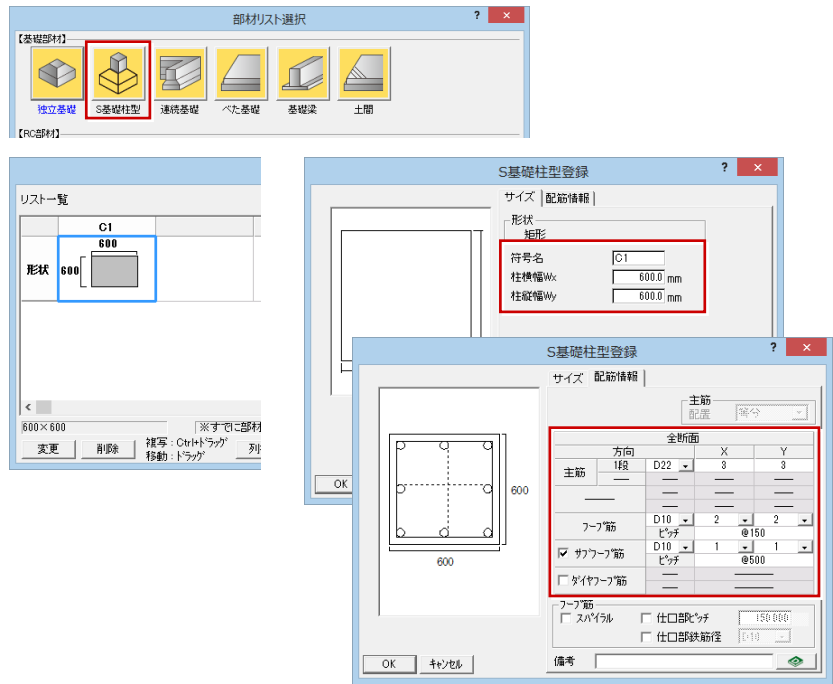 部材リスト選択
?
×
【基礎部材】
独立基礎
S基礎柱型
連続基礎
べた基礎
基礎梁
土間
【RC部材】
リスト一覧
C1
形状
600
600
<
600×600
※すでに部材
変更
削除
複写：Ctrl+ﾄﾞﾗｯｸﾞ
移動：ﾄﾞﾗｯｸﾞ
S基礎柱型登録
?
×
サイズ
配筋情報
形状
矩形
符号名
C1
柱横幅Wx
600.0 mm
柱縦幅Wy
600.0 mm
OK
S基礎柱型登録
?
×
サイズ
配筋情報
600
600
主筋
配置
等分
全断面
方向 X Y
主筋 1段 D22 3 3
フープ筋 D10 2 2
ピッチ @150
サブフープ筋 D10 1 1
ピッチ @500
ダイヤフープ筋
フープ筋
スパイラル
仕口部ピッチ
150.000
仕口部鉄筋径
D10
備考
OK
キャンセル